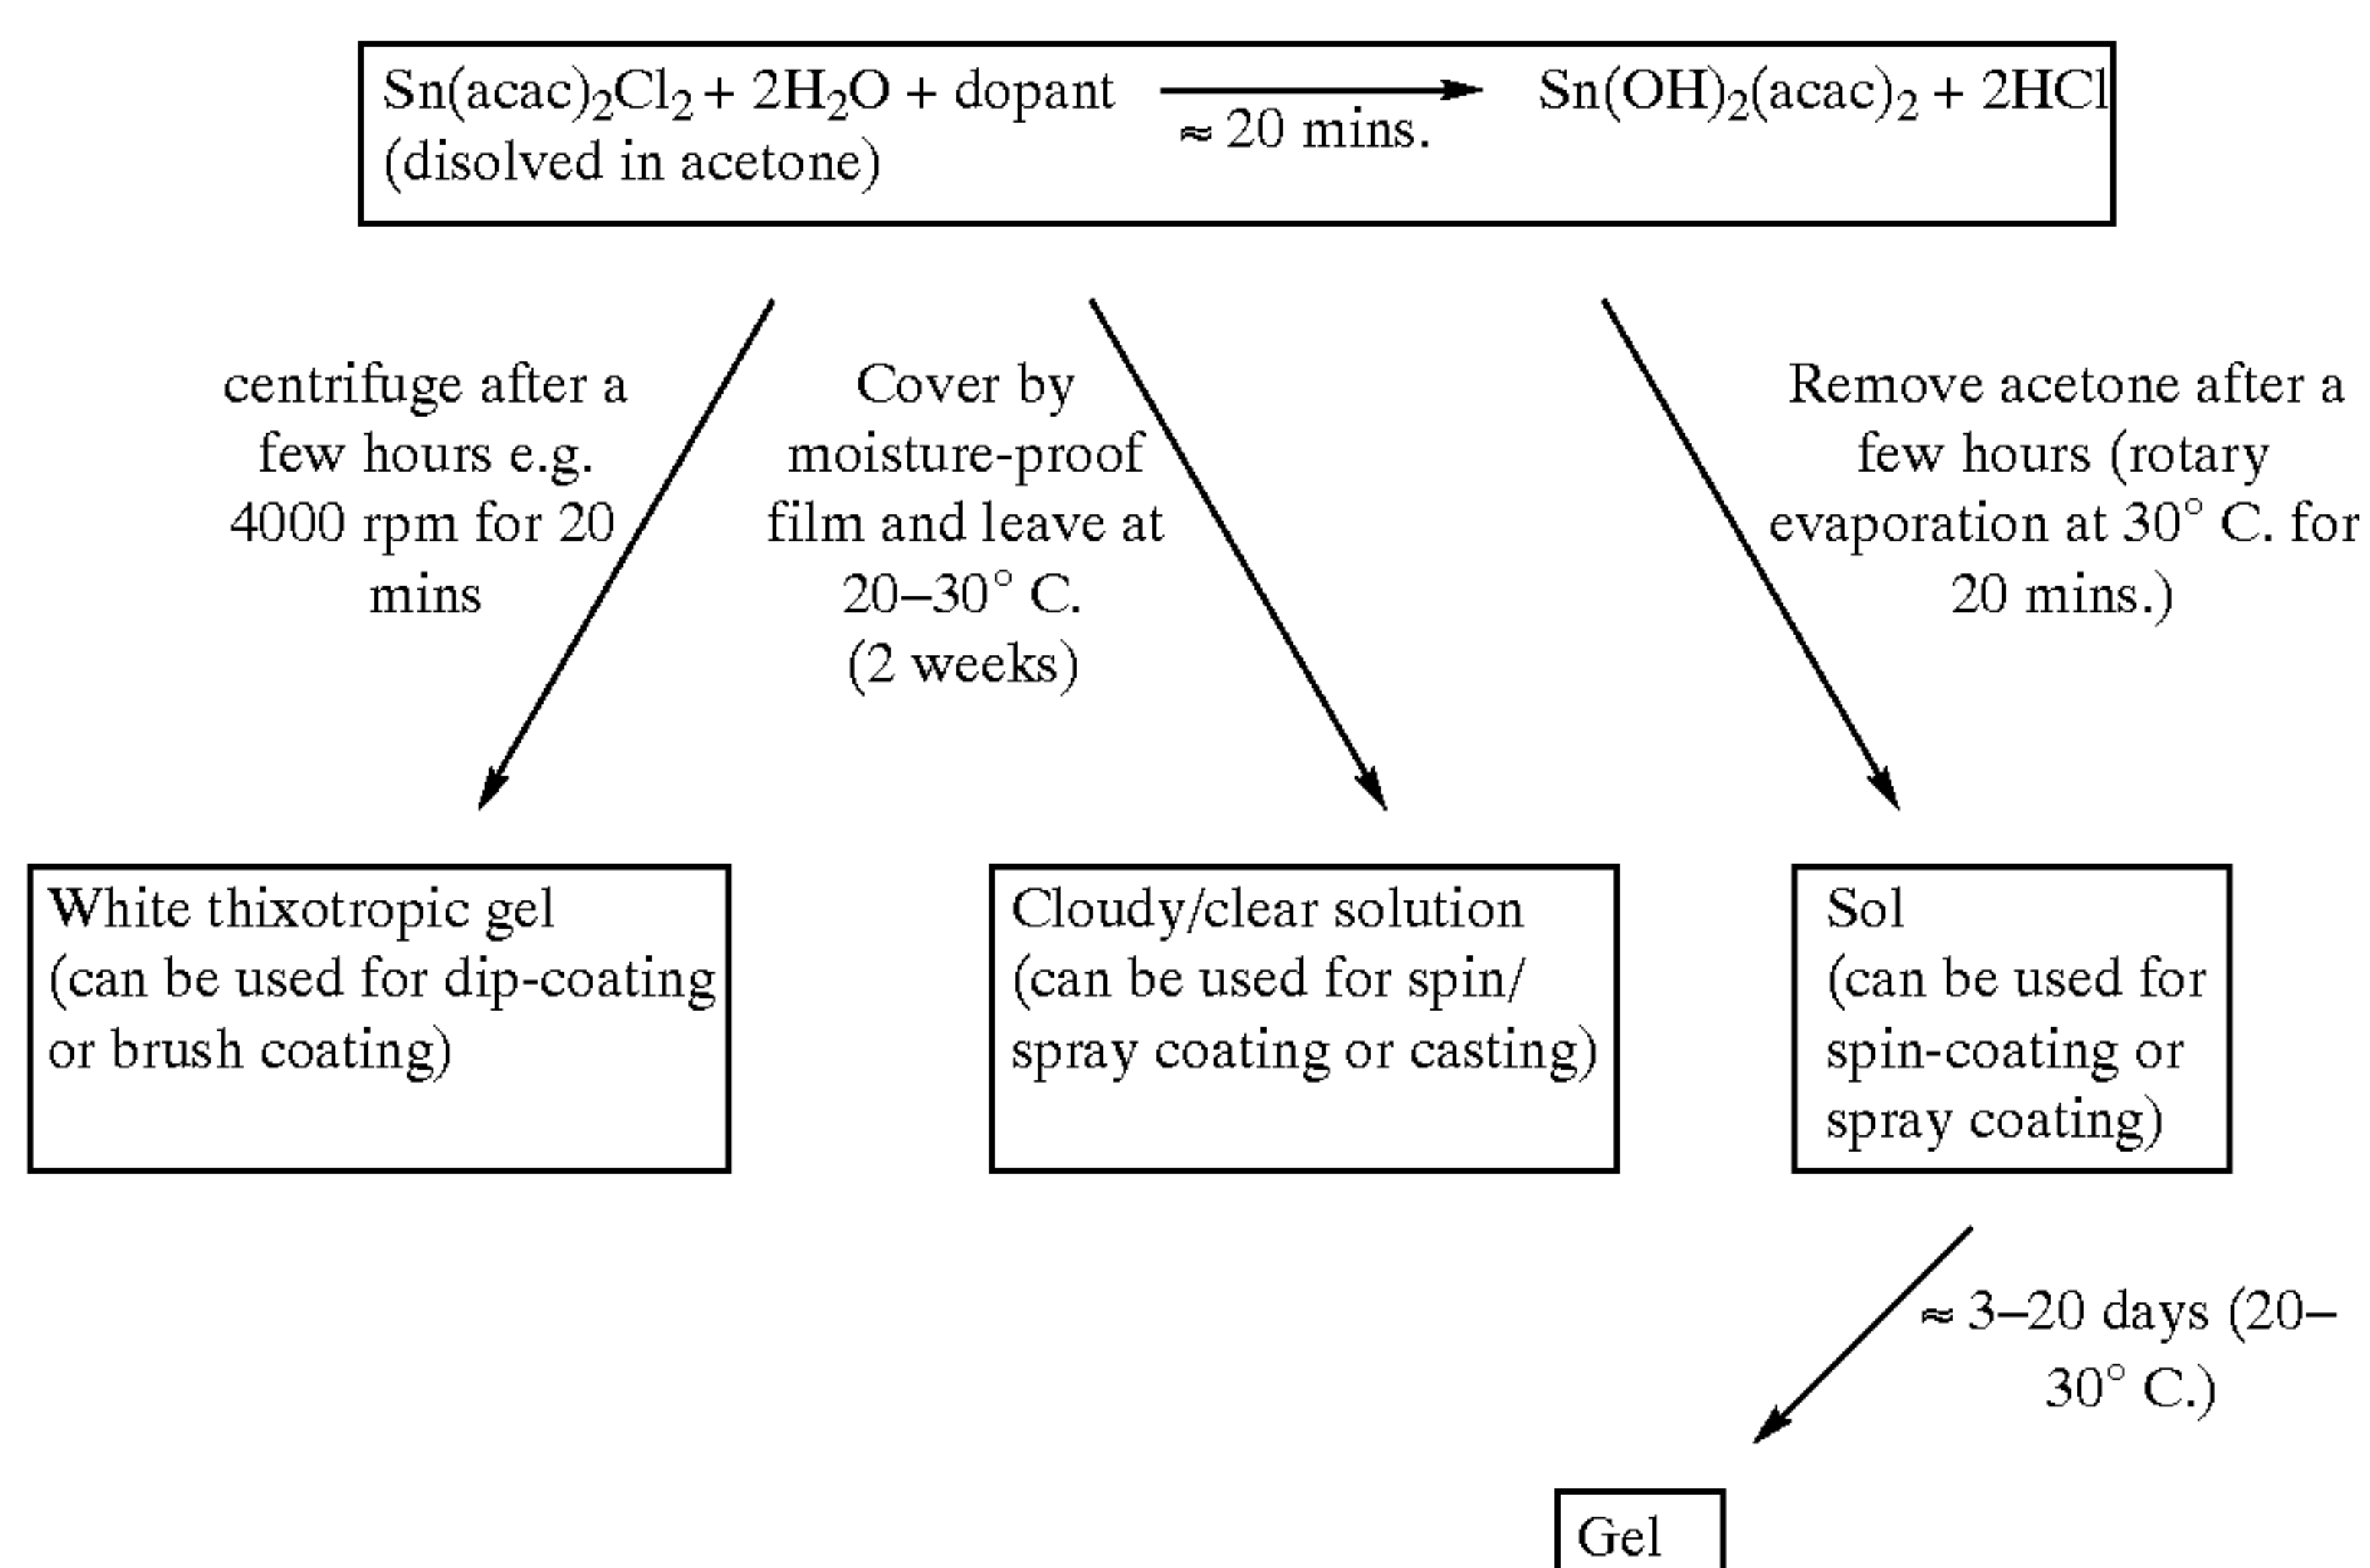 Sn(acac)₂Cl₂ + 2H₂O + dopant ≈ 20 mins. Sn(OH)₂(acac)₂ + 2HCl
(disolved in acetone)
centrifuge after a
few hours e.g.
4000 rpm for 20
mins
Cover by
moisture-proof
film and leave at
20–30° C.
(2 weeks)
Remove acetone after a
few hours (rotary
evaporation at 30° C. for
20 mins.)
White thixotropic gel
(can be used for dip-coating
or brush coating)
Cloudy/clear solution
(can be used for spin/
spray coating or casting)
Sol
(can be used for
spin-coating or
spray coating)
≈ 3–20 days (20–
30° C.)
Gel